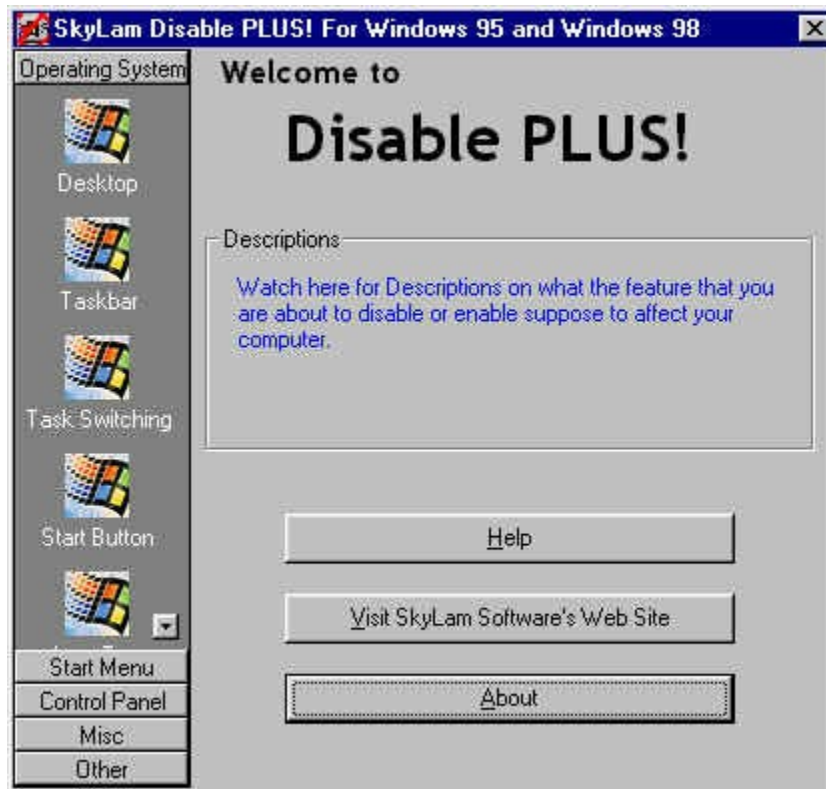 SkyLam Disable PLUS! For Windows 95 and Windows 98
Operating System
Desktop
Taskbar
Task Switching
Start Button
Start Menu
Control Panel
Misc
Other
Welcome to
Disable PLUS!
Descriptions
Watch here for Descriptions on what the feature that you
are about to disable or enable suppose to affect your
computer.
Help
Visit SkyLam Software's Web Site
About